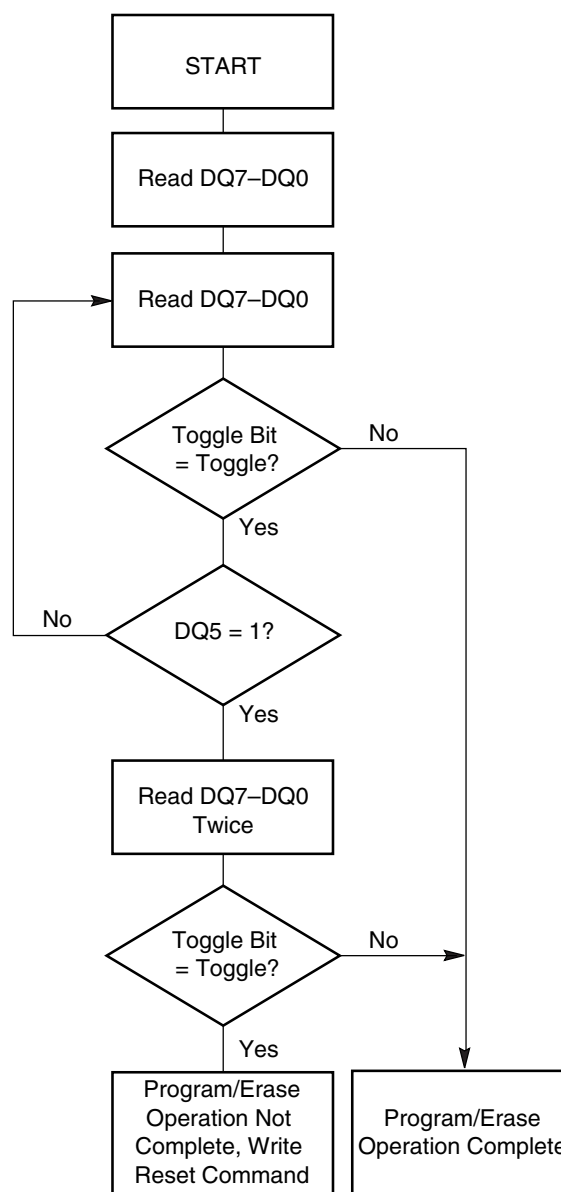 START
Read DQ7–DQ0
Read DQ7–DQ0
Toggle Bit
= Toggle?
No
Yes
No
DQ5 = 1?
Yes
Read DQ7–DQ0
Twice
Toggle Bit
= Toggle?
No
Yes
Program/Erase
Operation Not
Complete, Write
Reset Command
Program/Erase
Operation Complete